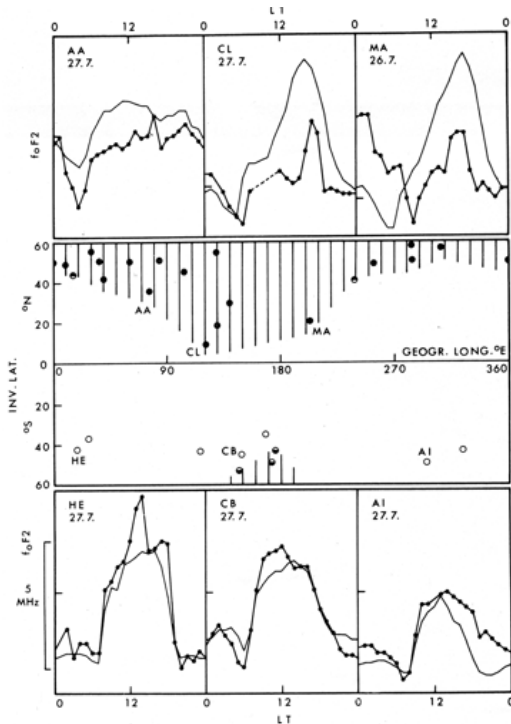 LT
0 12 0 12 0 12 0
AA
27.7.
CL
27.7.
MA
26.7.
foF2
60
40
20
0
20
40
60
°N
INV. LAT.
°S
AA
CL
MA
GEOGR. LONG. °E
0 90 180 270 360
HE
CB
AI
HE
27.7.
CB
27.7.
AI
27.7.
foF2
5
MHz
0 12 0 12 0 12 0
LT